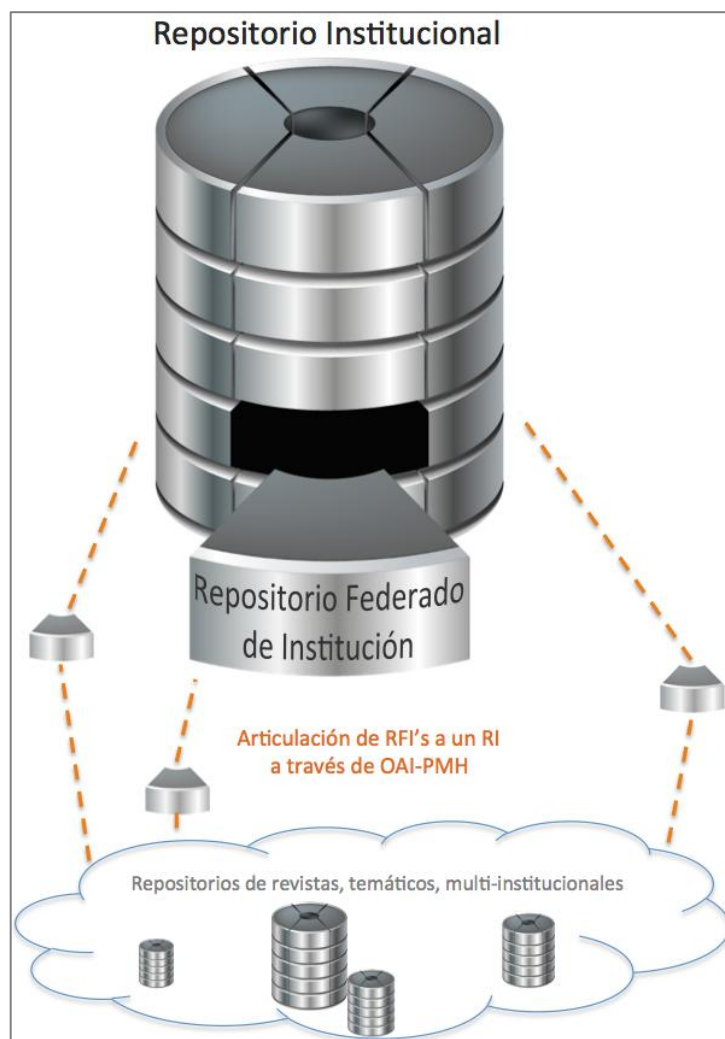 Repositorio Institucional
Repositorio Federado
de Institución
Articulación de RFI's a un RI
a través de OAI-PMH
Repositorios de revistas, temáticos, multi-institucionales